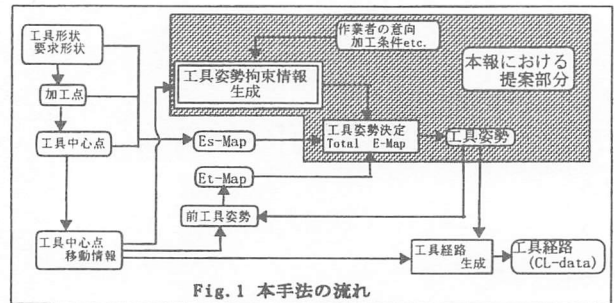 工具形状
要求形状
作業者の意向
加工条件etc.
本報における
提案部分
工具姿勢拘束情報
生成
加工点
工具中心点
Es-Map
工具姿勢決定
Total E-Map
工具姿勢
Et-Map
前工具姿勢
工具中心点
移動情報
工具経路
生成
工具経路
(CL-data)
Fig.1 本手法の流れ